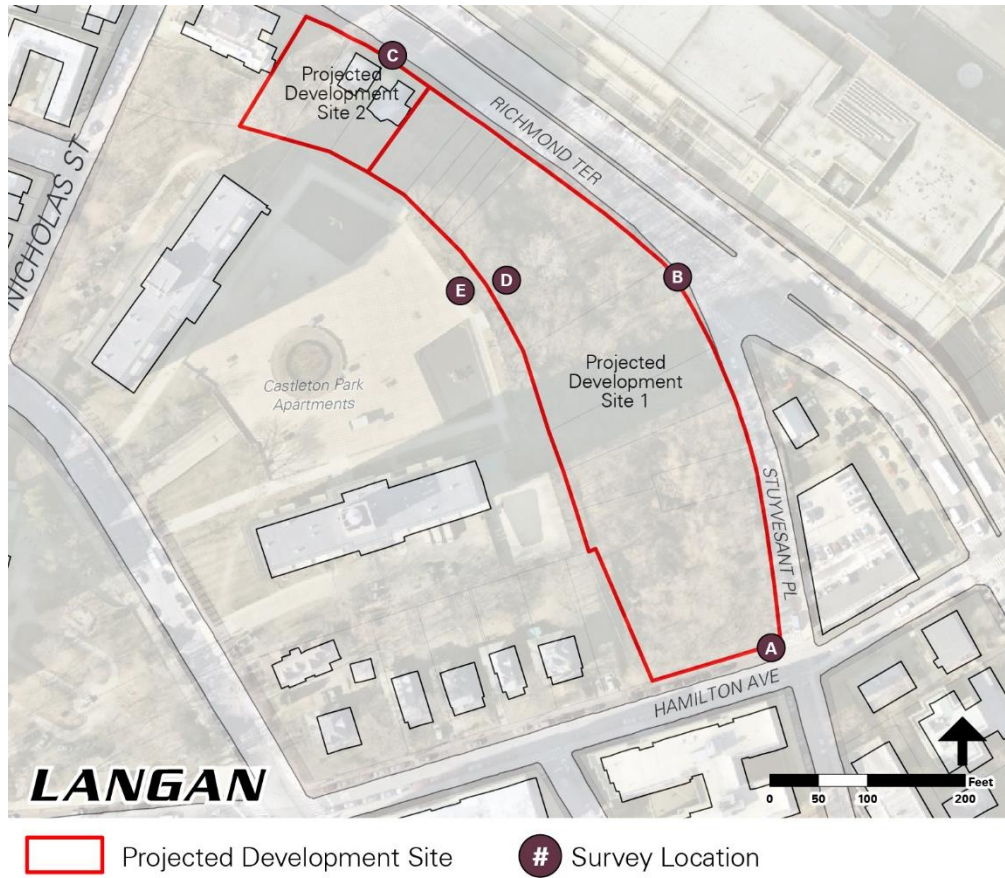 C
Projected
Development
Site 2
RICHMOND TER
NICHOLAS ST
B
D
E
Projected
Development
Site 1
Castleton Park
Apartments
STUYVESANT PL
A
HAMILTON AVE
LANGAN
Feet
0 50 100 200
Projected Development Site
# Survey Location